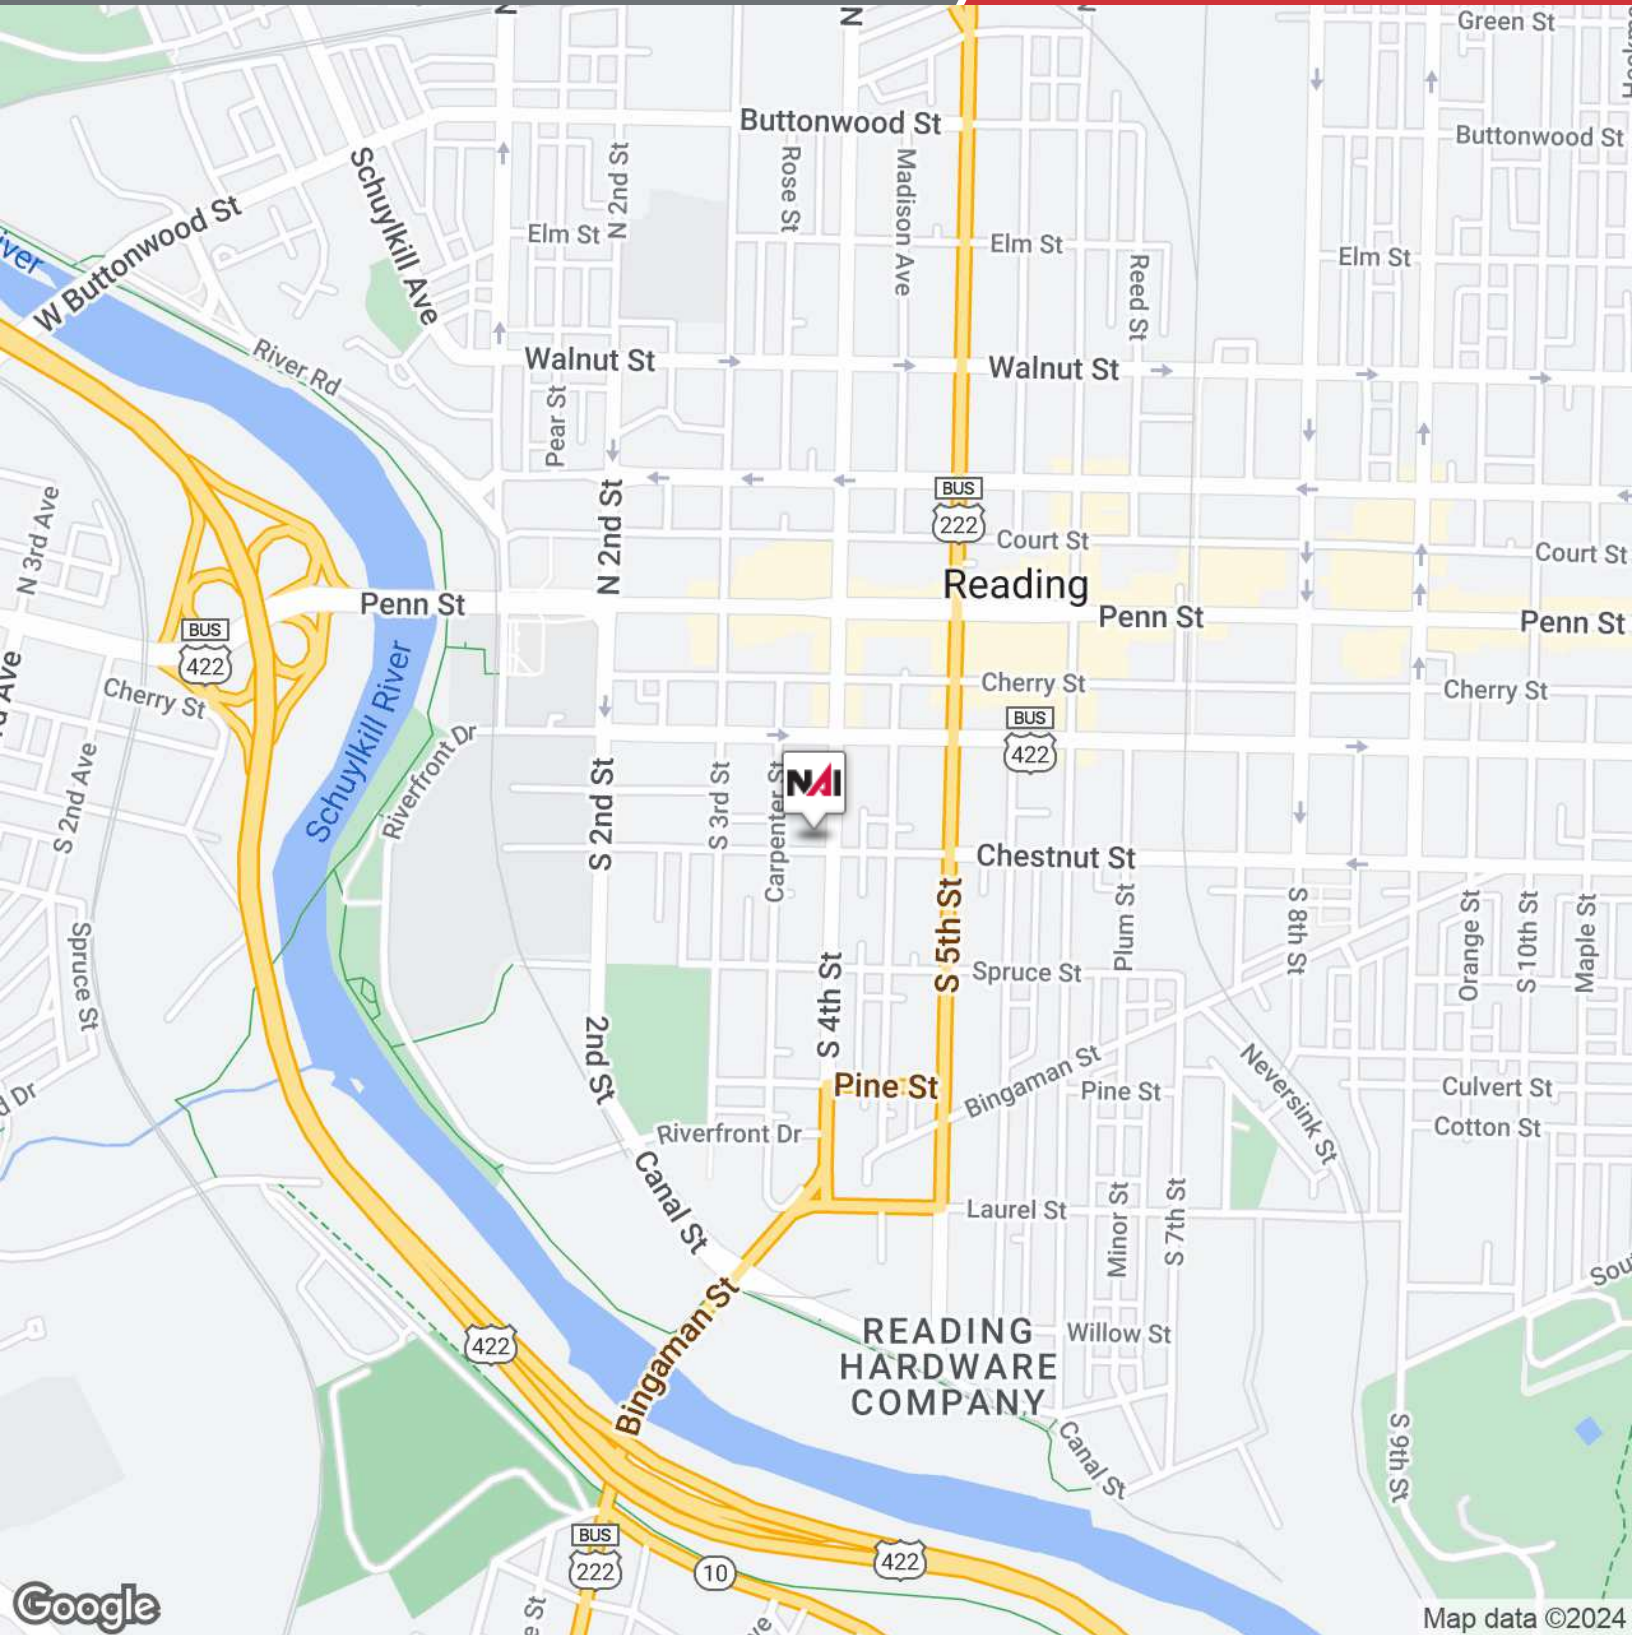 Green St
Buttonwood St
Buttonwood St
Schuylkill Ave
N 2nd St
Rose St
Madison Ave
W Buttonwood St
Elm St
Elm St
Elm St
Reed St
River Rd
Walnut St
Walnut St
Pear St
N 3rd Ave
N 2nd St
BUS
222
Court St
Court St
Reading
Penn St
Penn St
Penn St
BUS
422
Cherry St
Cherry St
Cherry St
Schuylkill River
Riverfront Dr
BUS
422
S 2nd Ave
S 2nd St
S 3rd St
Carpenter St
NAI
Chestnut St
S 5th St
Plum St
S 8th St
Orange St
S 10th St
Maple St
Spruce St
S 4th St
Spruce St
2nd St
Pine St
Bingaman St
Pine St
Neversink St
Culvert St
Cotton St
Riverfront Dr
Canal St
Laurel St
Minor St
S 7th St
Bingaman St
READING
HARDWARE
COMPANY
Willow St
422
Canal St
S 9th St
BUS
222
10
422
Google
Map data ©2024